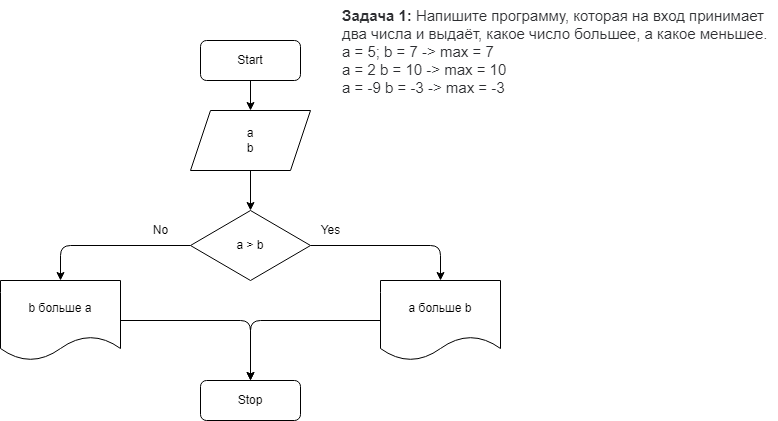 Задача 1: Напишите программу, которая на вход принимает
два числа и выдаёт, какое число большее, а какое меньшее.
a = 5; b = 7 -> max = 7
a = 2 b = 10 -> max = 10
a = -9 b = -3 -> max = -3
Start
a
b
No
Yes
a > b
b больше a
a больше b
Stop